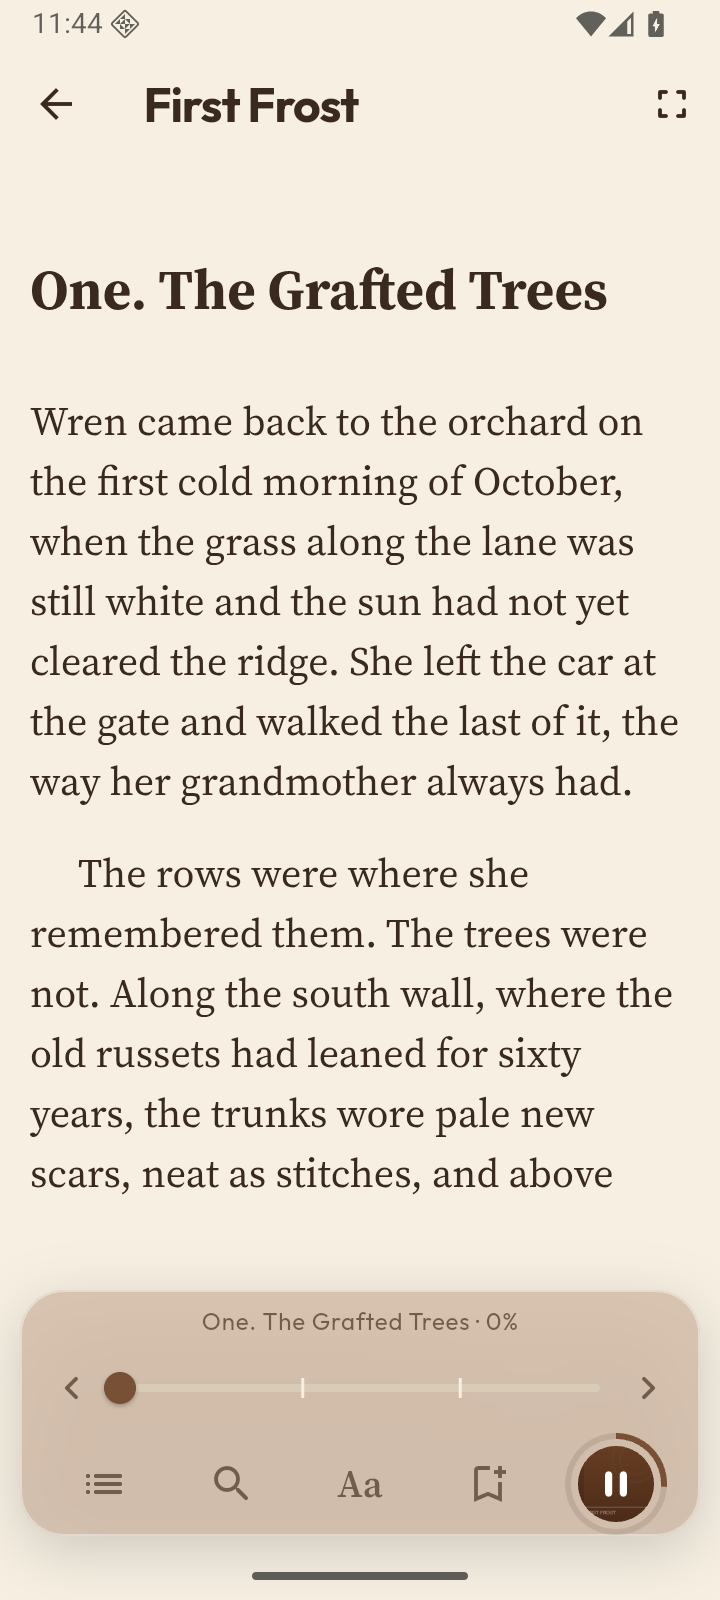 11:44
First Frost
One. The Grafted Trees
Wren came back to the orchard on
the first cold morning of October,
when the grass along the lane was
still white and the sun had not yet
cleared the ridge. She left the car at
the gate and walked the last of it, the
way her grandmother always had.
The rows were where she
remembered them. The trees were
not. Along the south wall, where the
old russets had leaned for sixty
years, the trunks wore pale new
scars, neat as stitches, and above
One. The Grafted Trees · 0%
Aa